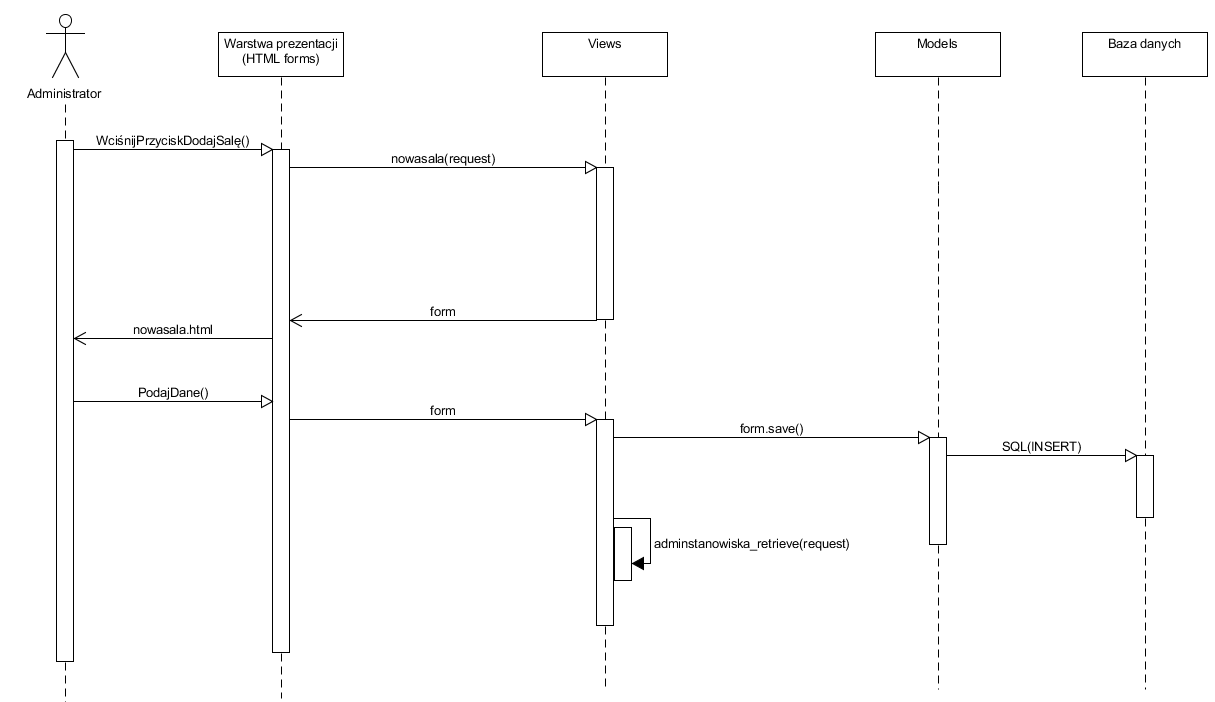 Warstwa prezentacji
(HTML forms)
Views
Models
Baza danych
Administrator
WciśnijPrzyciskDodajSalę()
nowasala(request)
form
nowasala.html
PodajDane()
form
form.save()
SQL(INSERT)
adminstanowiska_retrieve(request)